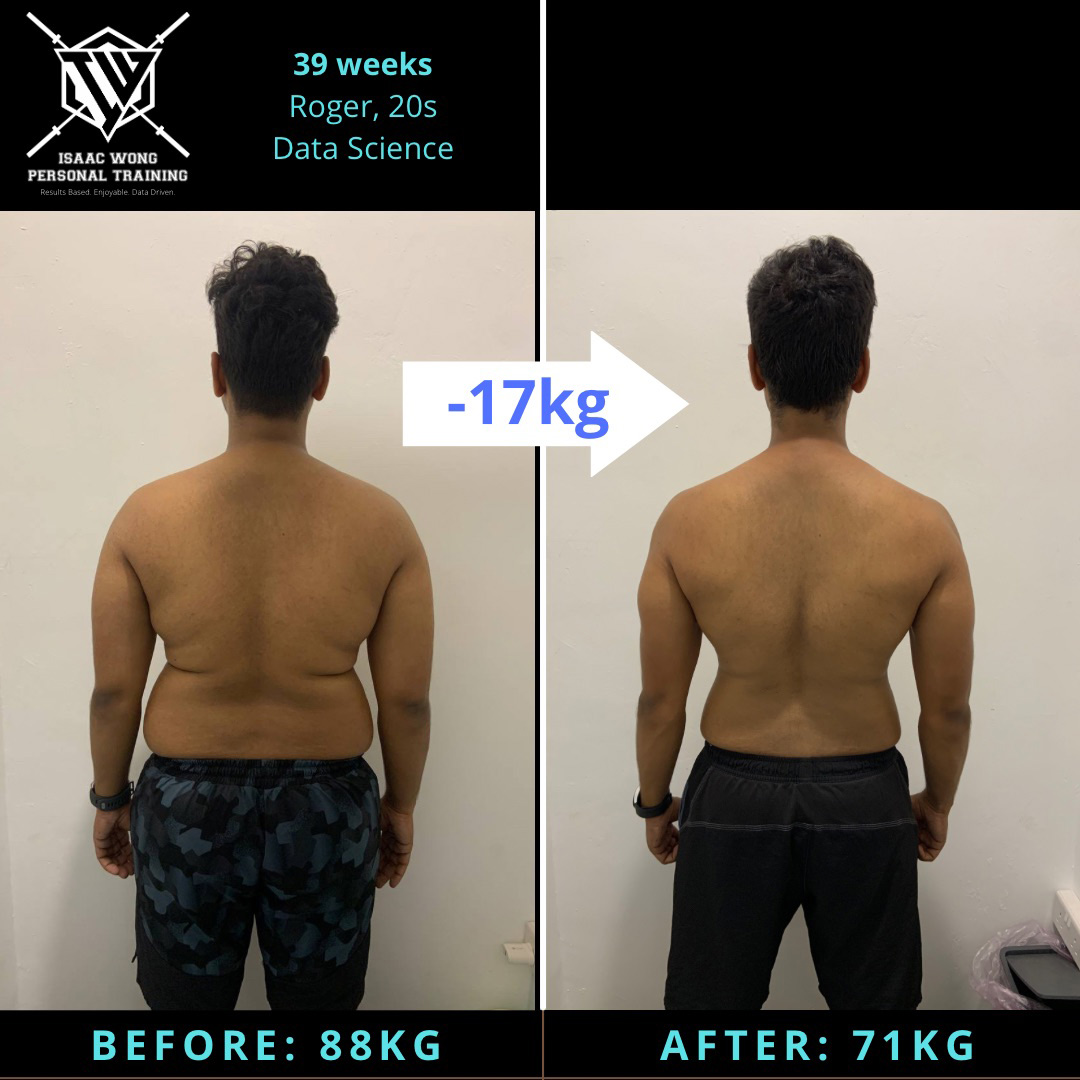 39 weeks
Roger, 20s
Data Science
ISAAC WONG
PERSONAL TRAINING
Results Based. Enjoyable. Data Driven.
-17kg
BEFORE: 88KG
AFTER: 71KG